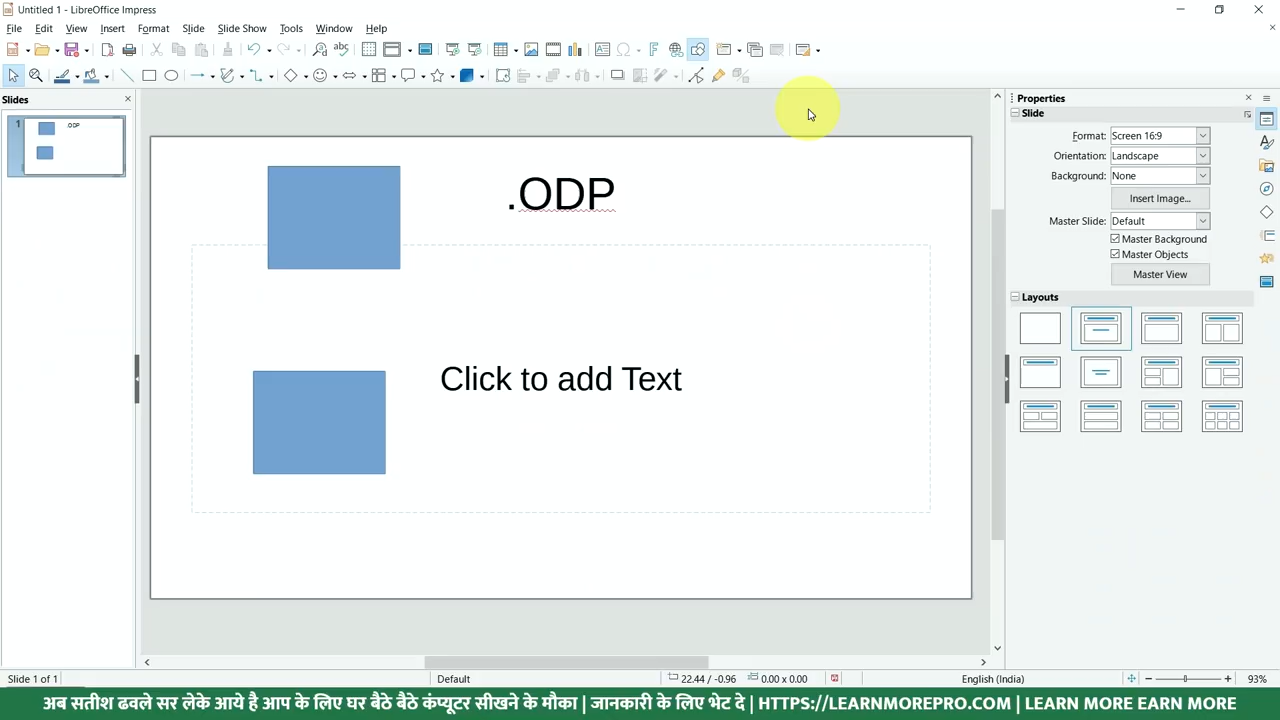 Untitled 1 - LibreOffice Impress
File Edit View Insert Format Slide Slide Show Tools Window Help
Slides
1
.ODP
.ODP
Click to add Text
Properties
Slide
Format: Screen 16:9
Orientation: Landscape
Background: None
Insert Image...
Master Slide: Default
Master Background
Master Objects
Master View
Layouts
Slide 1 of 1 Default 22.44 / -0.96 0.00 x 0.00 English (India) 93%
अब सतीश ढवले सर लेके आये है आप के लिए घर बैठे बैठे कंप्यूटर सीखने के मौका | जानकारी के लिए भेट दे | HTTPS://LEARNMOREPRO.COM | LEARN MORE EARN MORE